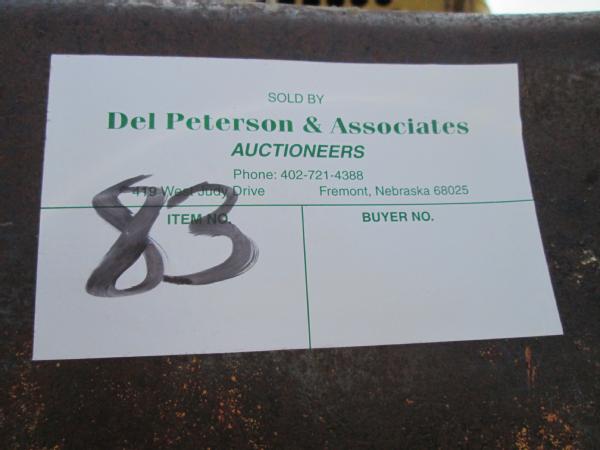 SOLD BY
Del Peterson & Associates
AUCTIONEERS
Phone: 402-721-4388
419 West Judy Drive Fremont, Nebraska 68025
ITEM NO. BUYER NO.
83